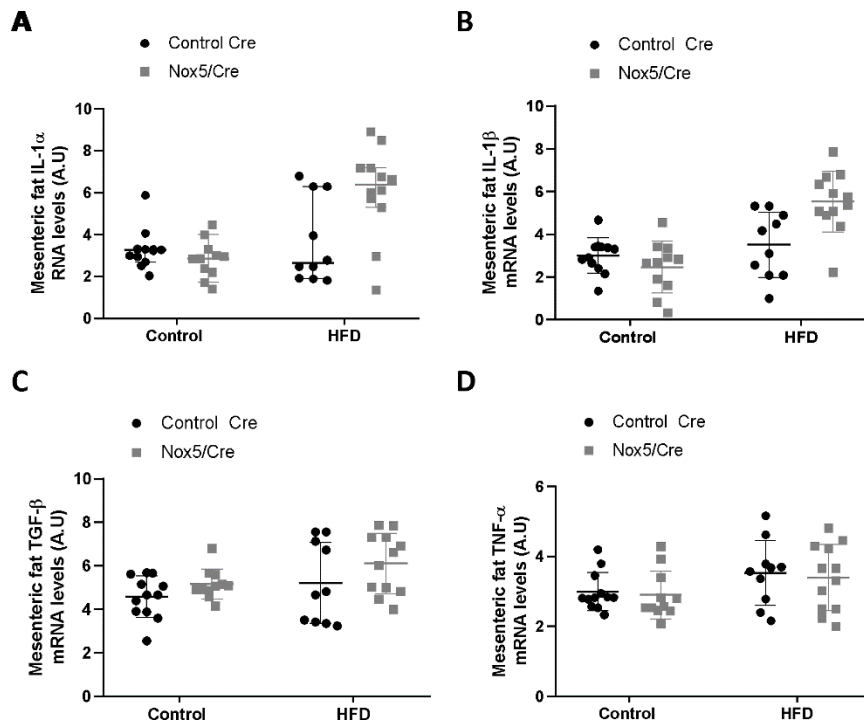 A
Control Cre
Nox5/Cre
Mesenteric fat IL-1α
RNA levels (A.U)
10
8
6
4
2
0
Control
HFD
B
Control Cre
Nox5/Cre
Mesenteric fat IL-1β
mRNA levels (A.U)
10
8
6
4
2
0
Control
HFD
C
Control Cre
Nox5/Cre
Mesenteric fat TGF-β
mRNA levels (A.U)
10
8
6
4
2
0
Control
HFD
D
Control Cre
Nox5/Cre
Mesenteric fat TNF-α
mRNA levels (A.U)
6
4
2
0
Control
HFD